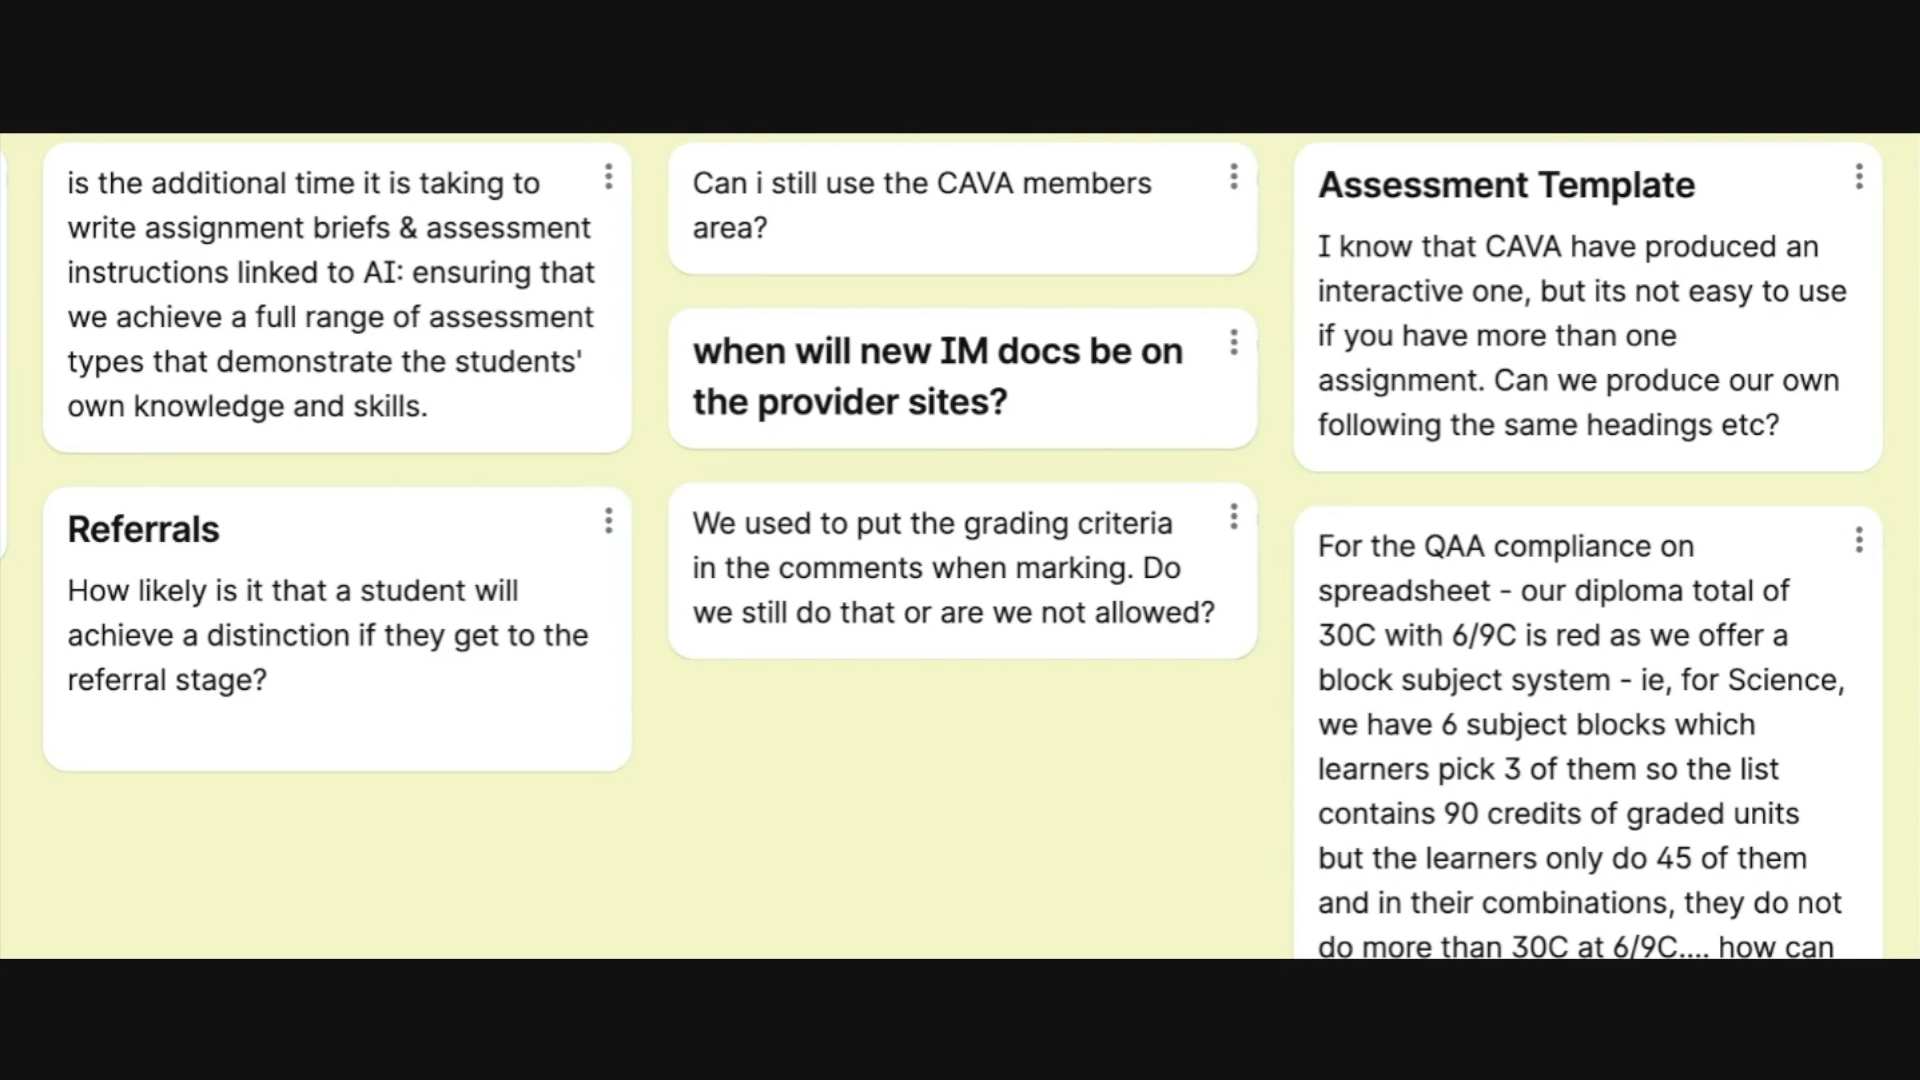 is the additional time it is taking to
write assignment briefs & assessment
instructions linked to AI: ensuring that
we achieve a full range of assessment
types that demonstrate the students'
own knowledge and skills.
Referrals
How likely is it that a student will
achieve a distinction if they get to the
referral stage?
Can i still use the CAVA members
area?
when will new IM docs be on
the provider sites?
We used to put the grading criteria
in the comments when marking. Do
we still do that or are we not allowed?
Assessment Template
I know that CAVA have produced an
interactive one, but its not easy to use
if you have more than one
assignment. Can we produce our own
following the same headings etc?
For the QAA compliance on
spreadsheet - our diploma total of
30C with 6/9C is red as we offer a
block subject system - ie, for Science,
we have 6 subject blocks which
learners pick 3 of them so the list
contains 90 credits of graded units
but the learners only do 45 of them
and in their combinations, they do not
do more than 30C at 6/9C.... how can